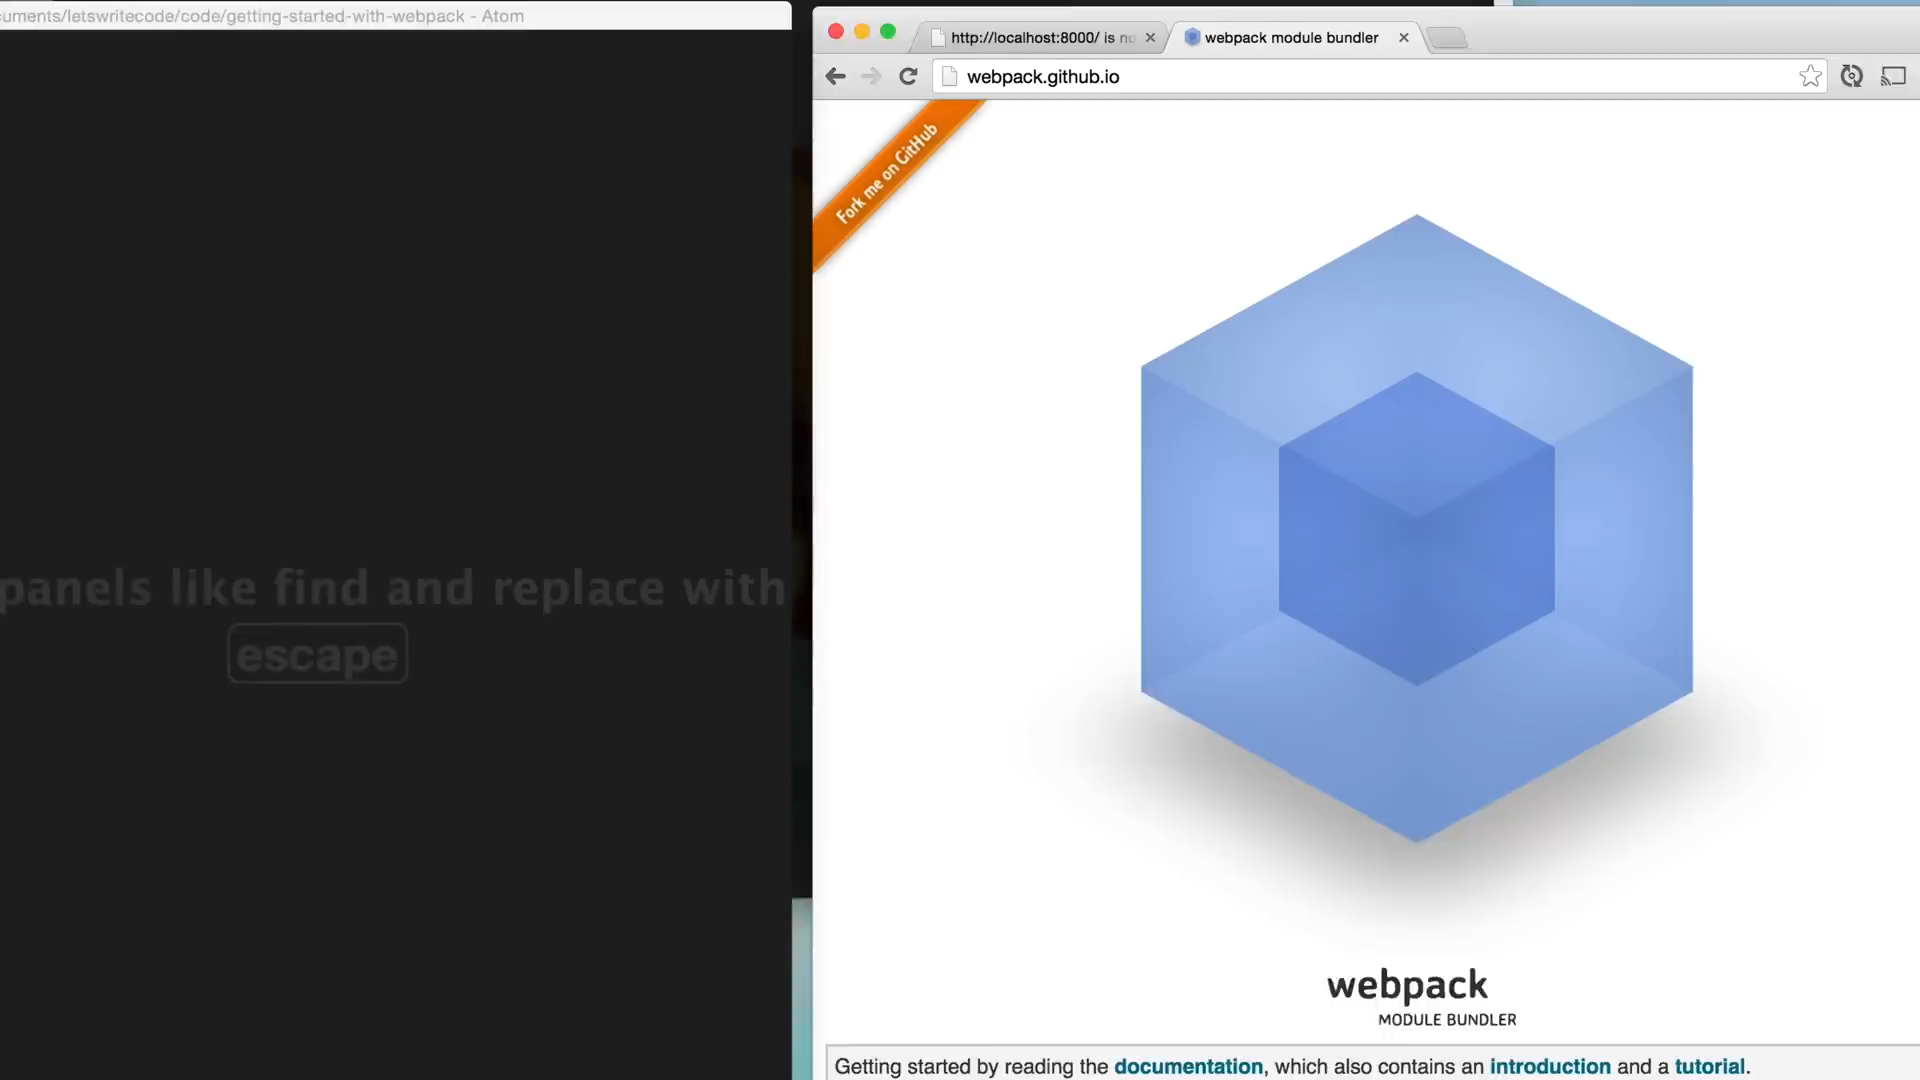 cuments/letswritecode/code/getting-started-with-webpack - Atom
panels like find and replace with
escape
http://localhost:8000/ is no
webpack module bundler
webpack.github.io
Fork me on GitHub
webpack
MODULE BUNDLER
Getting started by reading the documentation, which also contains an introduction and a tutorial.